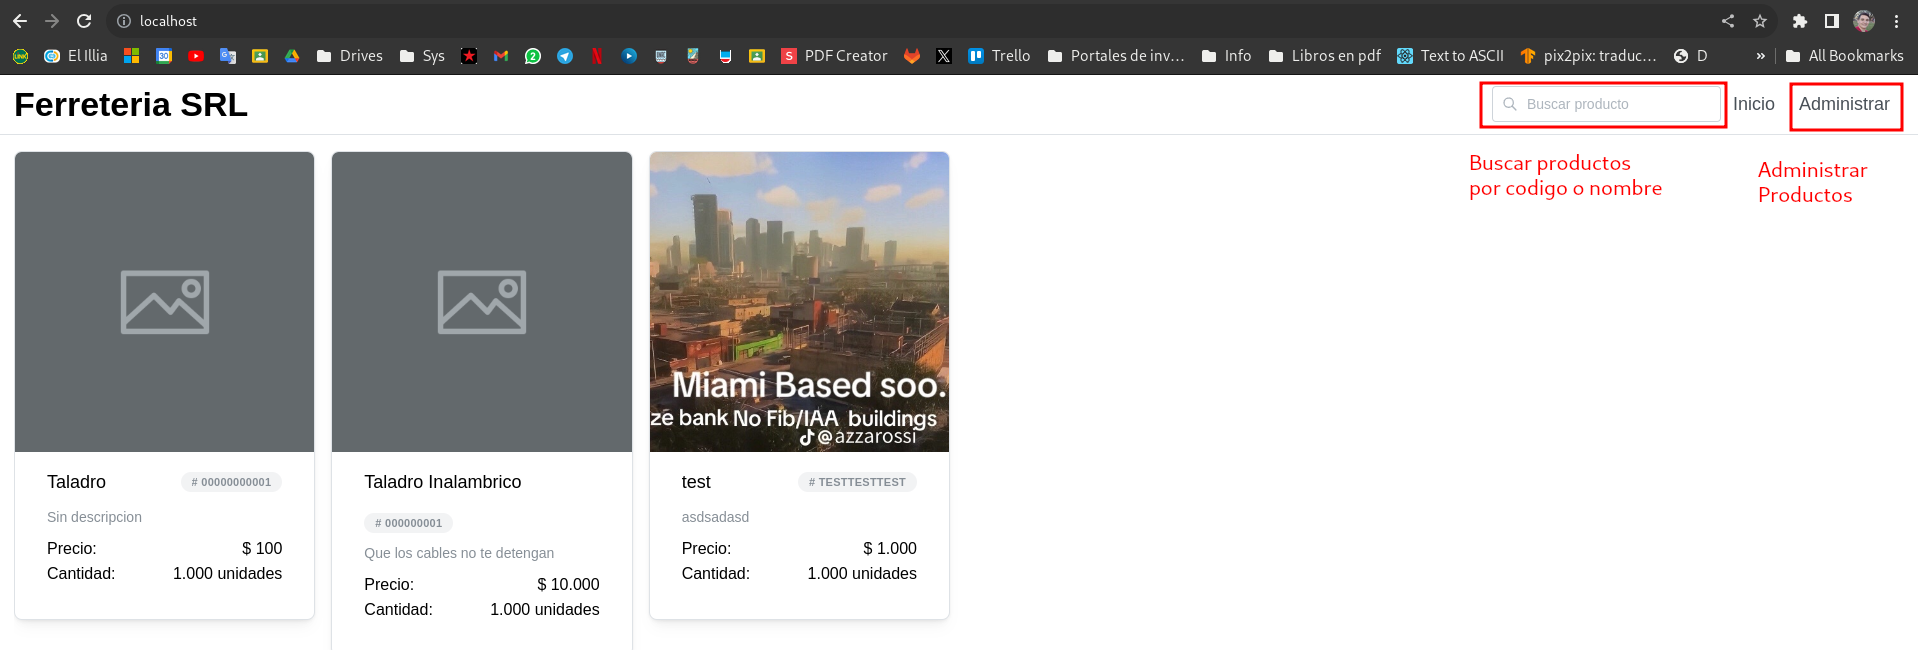 localhost
El Illia
Drives
Sys
PDF Creator
Trello
Portales de inv...
Info
Libros en pdf
Text to ASCII
pix2pix: traduc...
D
»
All Bookmarks
Ferreteria SRL
Buscar producto
Inicio
Administrar
Buscar productos
por codigo o nombre
Administrar
Productos
Miami Based soo.
ze bank No Fib/IAA buildings
@azzarossi
Taladro
# 00000000001
Sin descripcion
Precio: $ 100
Cantidad: 1.000 unidades
Taladro Inalambrico
# 000000001
Que los cables no te detengan
Precio: $ 10.000
Cantidad: 1.000 unidades
test
# TESTTESTTEST
asdsadasd
Precio: $ 1.000
Cantidad: 1.000 unidades